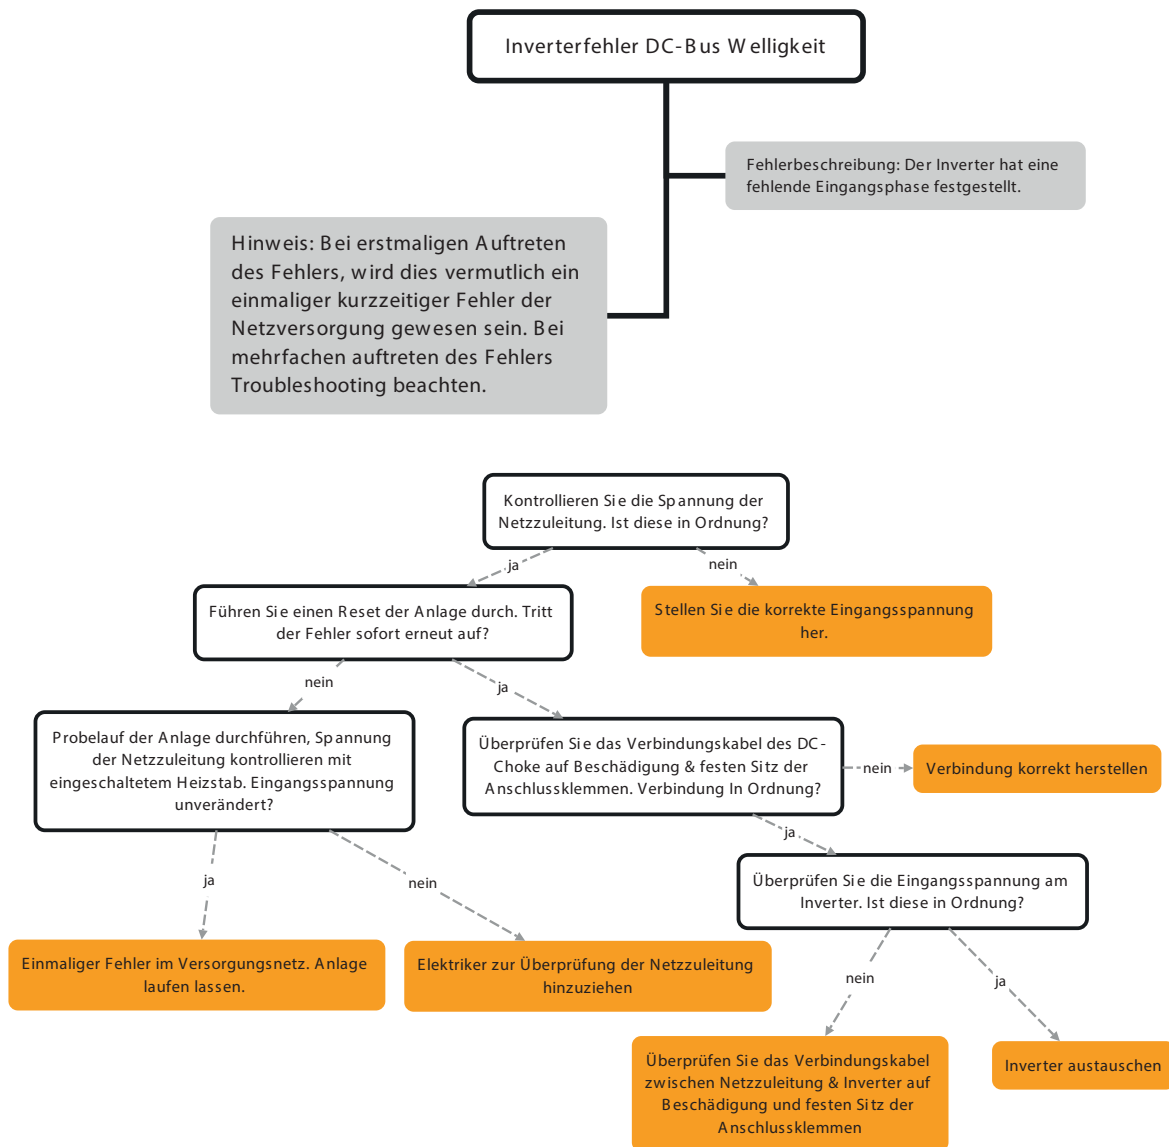 Inverterfehler DC-Bus Welligkeit
Fehlerbeschreibung: Der Inverter hat eine
fehlende Eingangsphase festgestellt.
Hinweis: Bei erstmaligen Auftreten
des Fehlers, wird dies vermutlich ein
einmaliger kurzzeitiger Fehler der
Netzversorgung gewesen sein. Bei
mehrfachen auftreten des Fehlers
Troubleshooting beachten.
Kontrollieren Sie die Spannung der
Netzzuleitung. Ist diese in Ordnung?
ja
nein
Führen Sie einen Reset der Anlage durch. Tritt
der Fehler sofort erneut auf?
Stellen Sie die korrekte Eingangsspannung
her.
nein
ja
Probelauf der Anlage durchführen, Spannung
der Netzzuleitung kontrollieren mit
eingeschaltetem Heizstab. Eingangsspannung
unverändert?
Überprüfen Sie das Verbindungskabel des DC-
Choke auf Beschädigung & festen Sitz der
Anschlussklemmen. Verbindung In Ordnung?
nein
Verbindung korrekt herstellen
ja
nein
ja
Überprüfen Sie die Eingangsspannung am
Inverter. Ist diese in Ordnung?
Einmaliger Fehler im Versorgungsnetz. Anlage
laufen lassen.
Elektriker zur Überprüfung der Netzzuleitung
hinzuziehen
nein
ja
Überprüfen Sie das Verbindungskabel
zwischen Netzzuleitung & Inverter auf
Beschädigung und festen Sitz der
Anschlussklemmen
Inverter austauschen